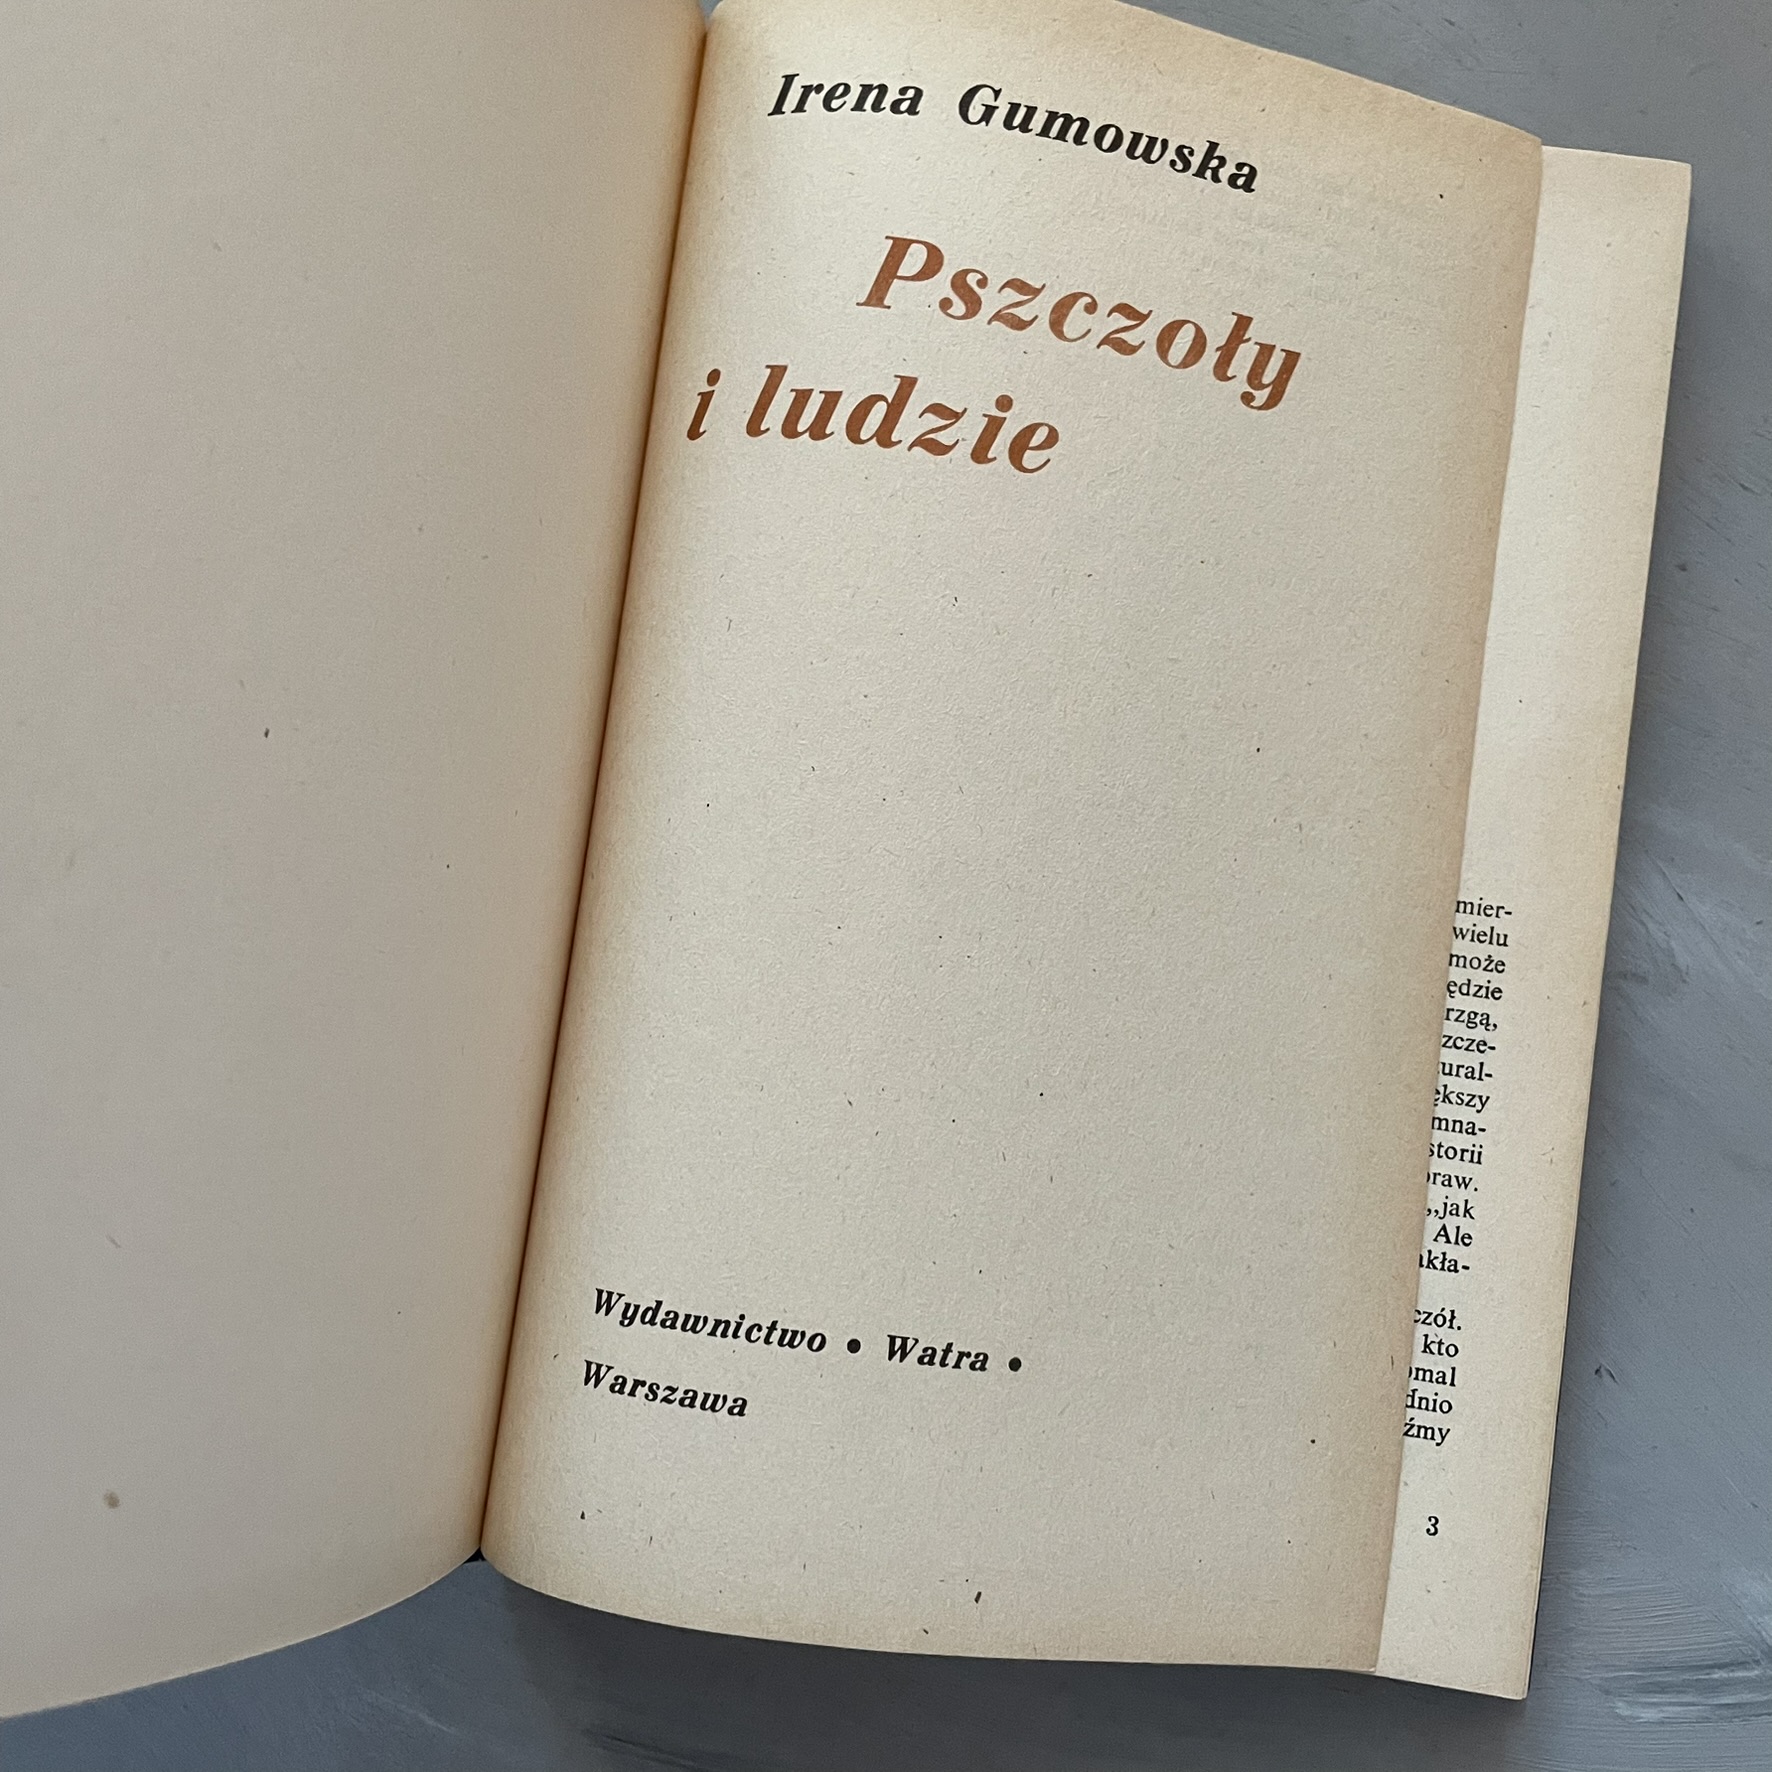 Irena Gumowska
Pszczoły
i ludzie
Wydawnictwo • Watra •
Warszawa
mier-
wielu
może
ędzie
rzgą,
zcze-
ural-
ększy
mna-
storii
raw.
„jak
Ale
akła-
czół.
kto
omal
dnio
źmy
3